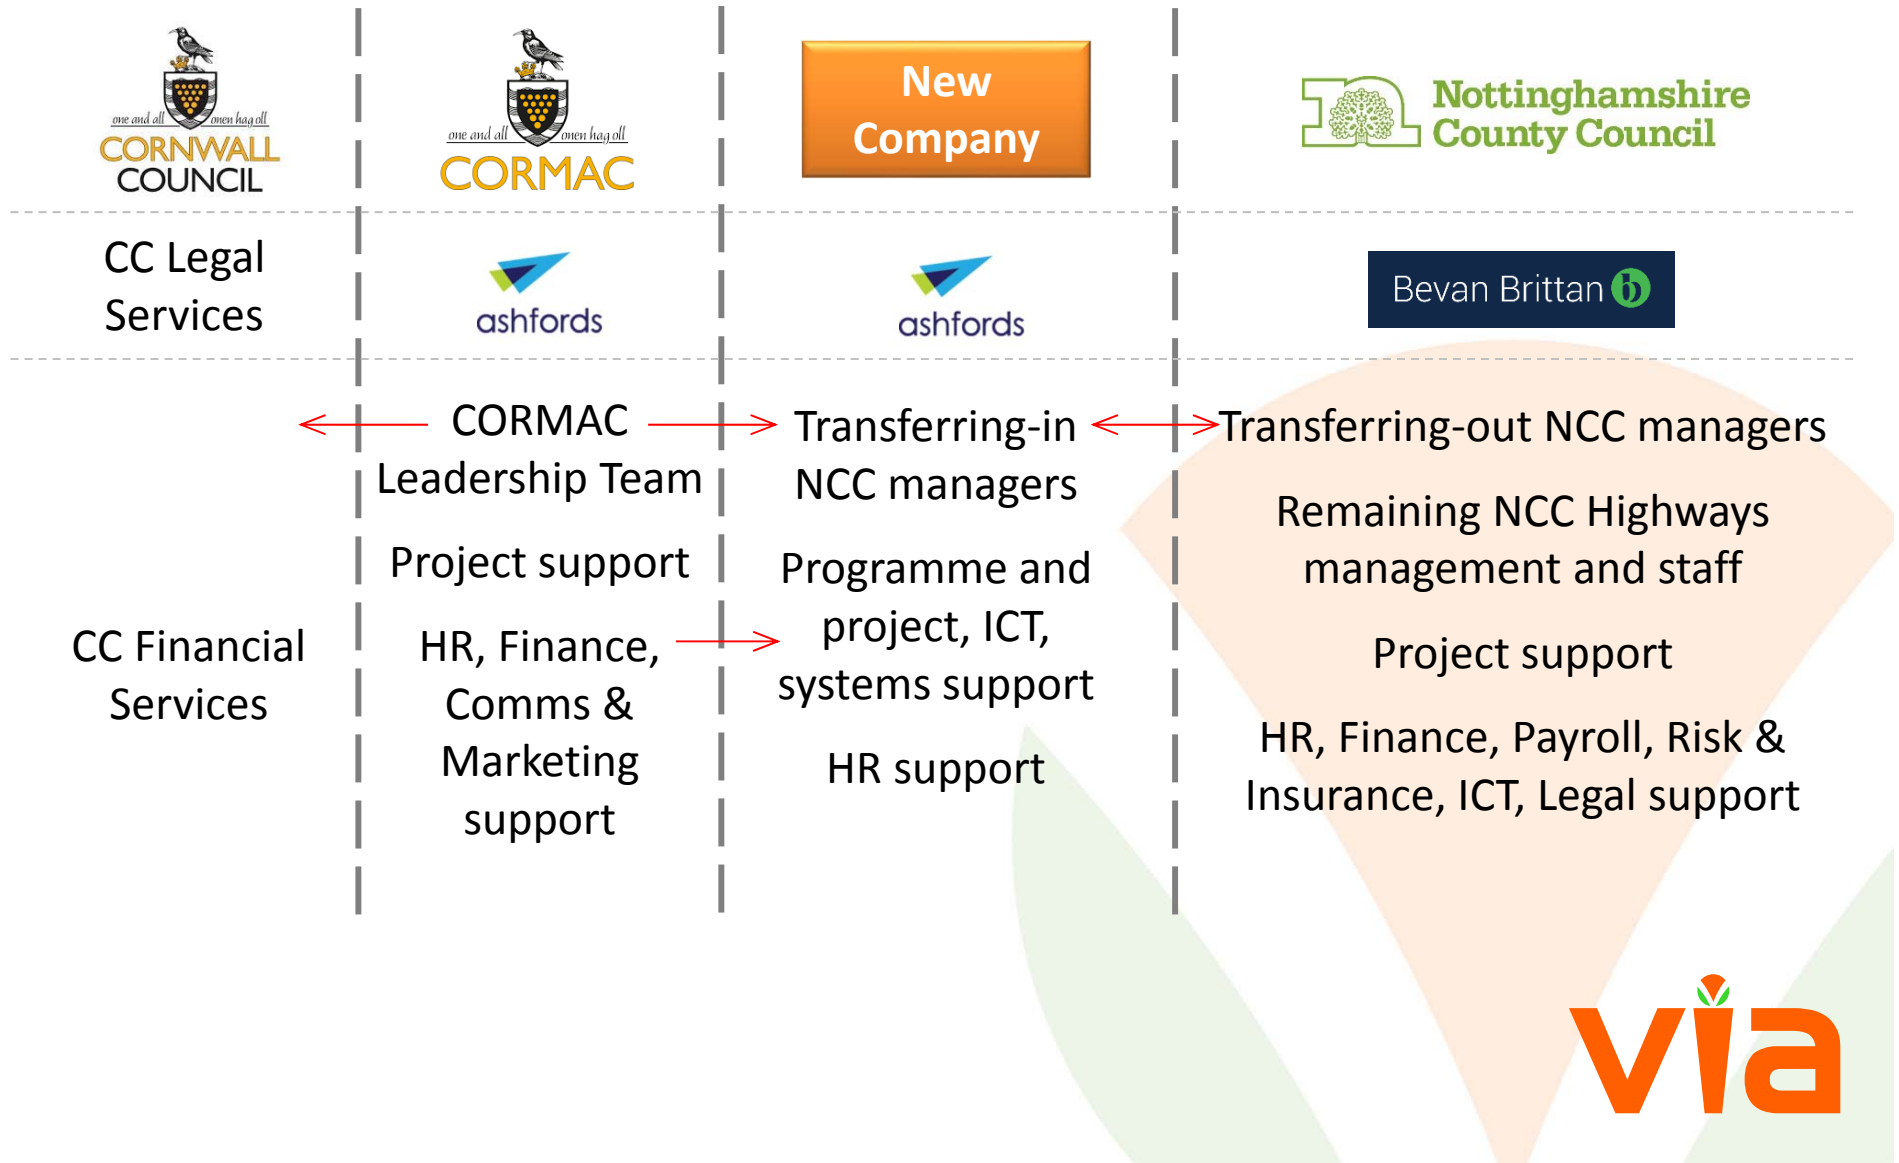 one and all onen hag oll
CORNWALL
COUNCIL
one and all onen hag oll
CORMAC
New
Company
Nottinghamshire
County Council
CC Legal
Services
ashfords
ashfords
Bevan Brittan b
CORMAC
Leadership Team
Project support
HR, Finance,
Comms &
Marketing
support
Transferring-in
NCC managers
Programme and
project, ICT,
systems support
HR support
Transferring-out NCC managers
Remaining NCC Highways
management and staff
Project support
HR, Finance, Payroll, Risk &
Insurance, ICT, Legal support
CC Financial
Services
via